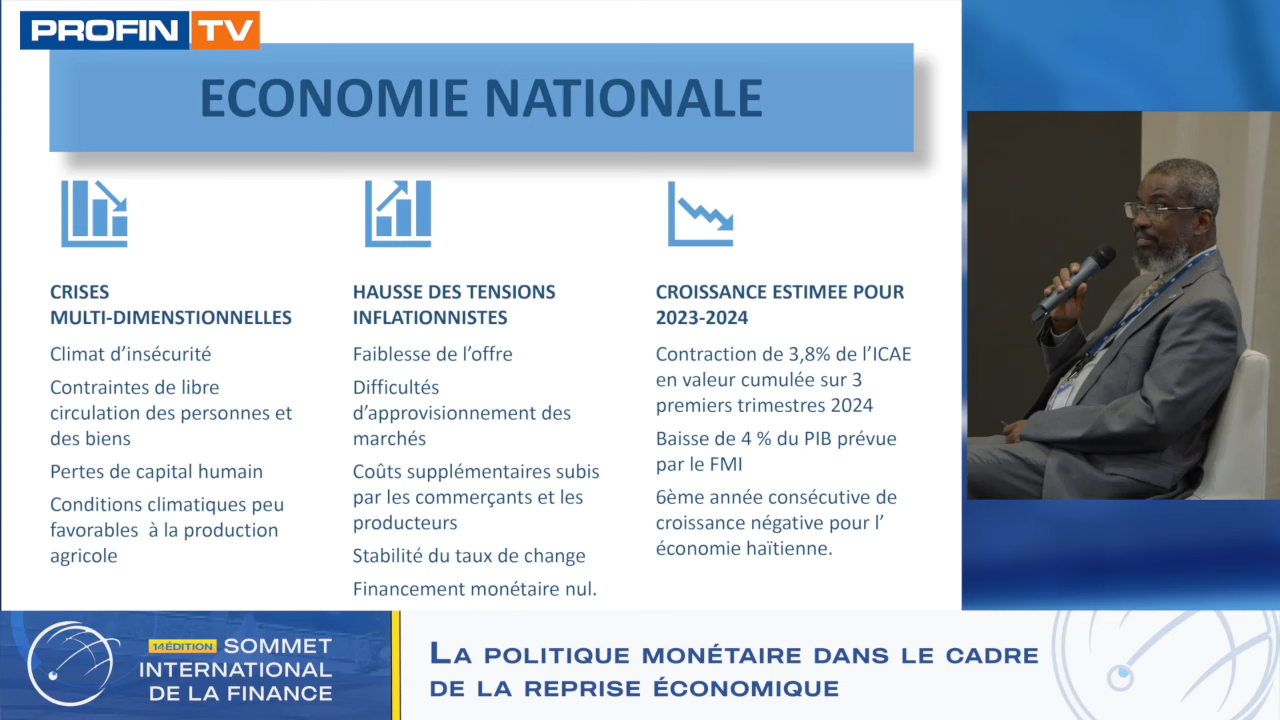 PROFIN TV
ECONOMIE NATIONALE
CRISES
MULTI-DIMENSTIONNELLES
Climat d’insécurité
Contraintes de libre
circulation des personnes et
des biens
Pertes de capital humain
Conditions climatiques peu
favorables à la production
agricole
HAUSSE DES TENSIONS
INFLATIONNISTES
Faiblesse de l’offre
Difficultés
d’approvisionnement des
marchés
Coûts supplémentaires subis
par les commerçants et les
producteurs
Stabilité du taux de change
Financement monétaire nul.
CROISSANCE ESTIMEE POUR
2023-2024
Contraction de 3,8% de l’ICAE
en valeur cumulée sur 3
premiers trimestres 2024
Baisse de 4 % du PIB prévue
par le FMI
6ème année consécutive de
croissance négative pour l’
économie haïtienne.
14ÉDITION SOMMET
INTERNATIONAL
DE LA FINANCE
LA POLITIQUE MONÉTAIRE DANS LE CADRE
DE LA REPRISE ÉCONOMIQUE